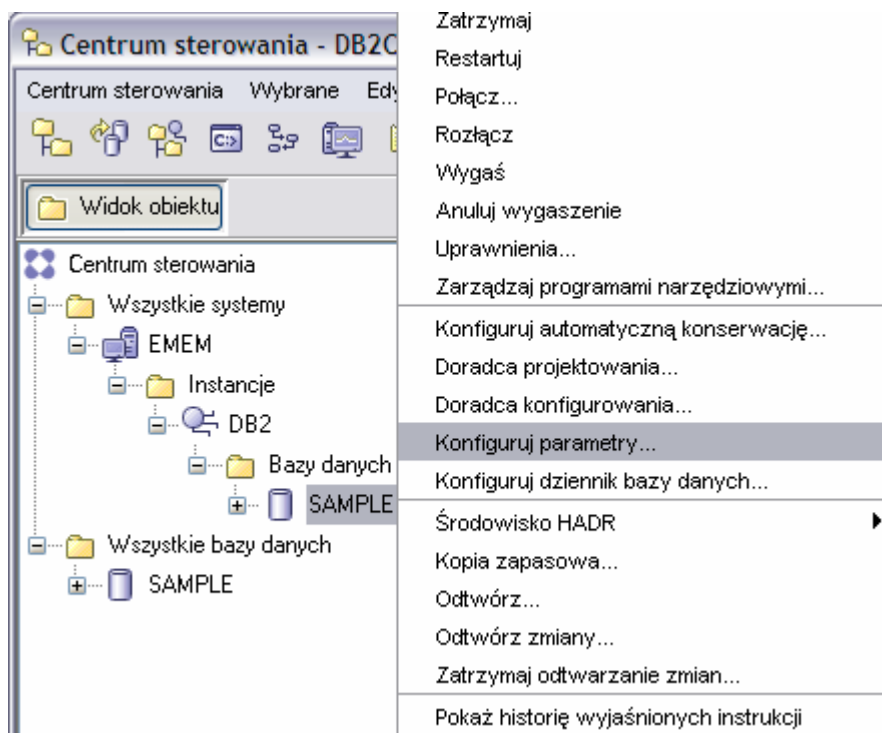 Centrum sterowania - DB2C
Centrum sterowania Wybrane Edy
C:>
Widok obiektu
Centrum sterowania
Wszystkie systemy
EMEM
Instancje
DB2
Bazy danych
SAMPLE
Wszystkie bazy danych
SAMPLE
Zatrzymaj
Restartuj
Połącz...
Rozłącz
Wygaś
Anuluj wygaszenie
Uprawnienia...
Zarządzaj programami narzędziowymi...
Konfiguruj automatyczną konserwację...
Doradca projektowania...
Doradca konfigurowania...
Konfiguruj parametry...
Konfiguruj dziennik bazy danych...
Środowisko HADR
Kopia zapasowa...
Odtwórz...
Odtwórz zmiany...
Zatrzymaj odtwarzanie zmian...
Pokaż historię wyjaśnionych instrukcji